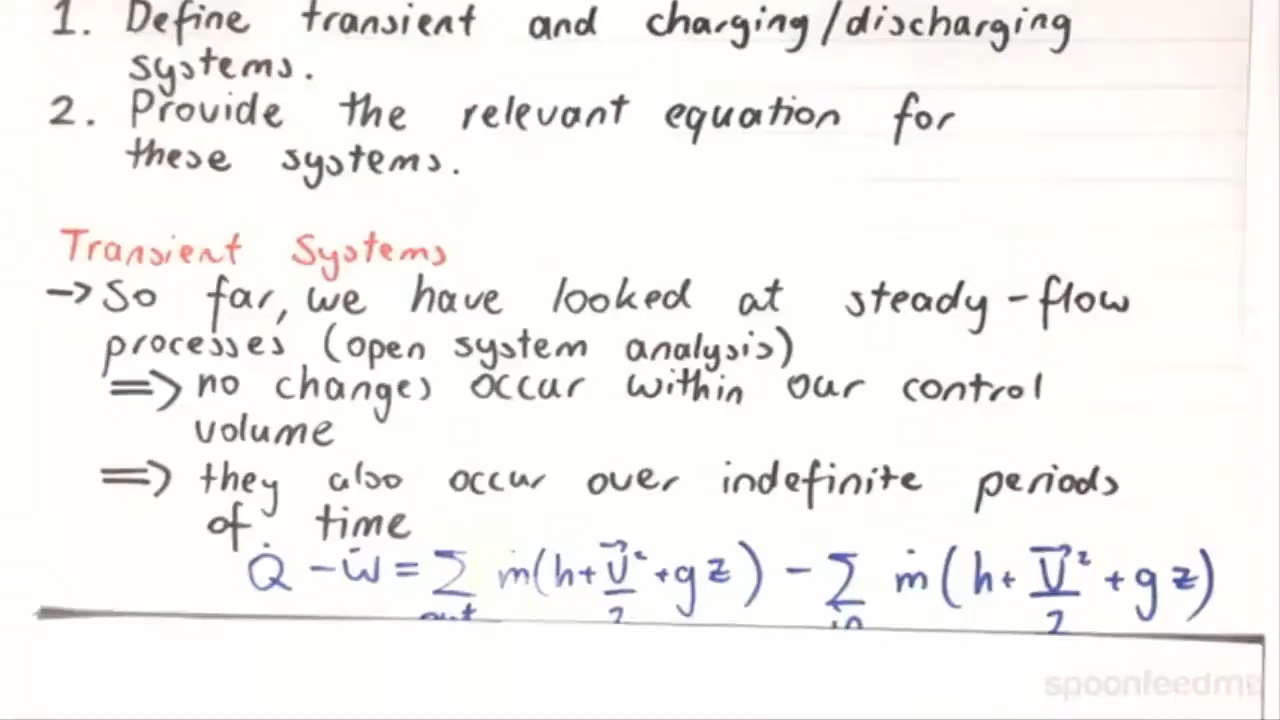 1. Define transient and charging/discharging
systems.
2. Provide the relevant equation for
these systems.
Transient Systems
→ So far, we have looked at steady-flow
processes (open system analysis)
⇒ no changes occur within our control
volume
⇒ they also occur over indefinite periods
of time
Q̇ - Ẇ = Σ_out ṁ(h + V⃗²/2 + gz) - Σ_in ṁ(h + V⃗²/2 + gz)
spoonfeedme